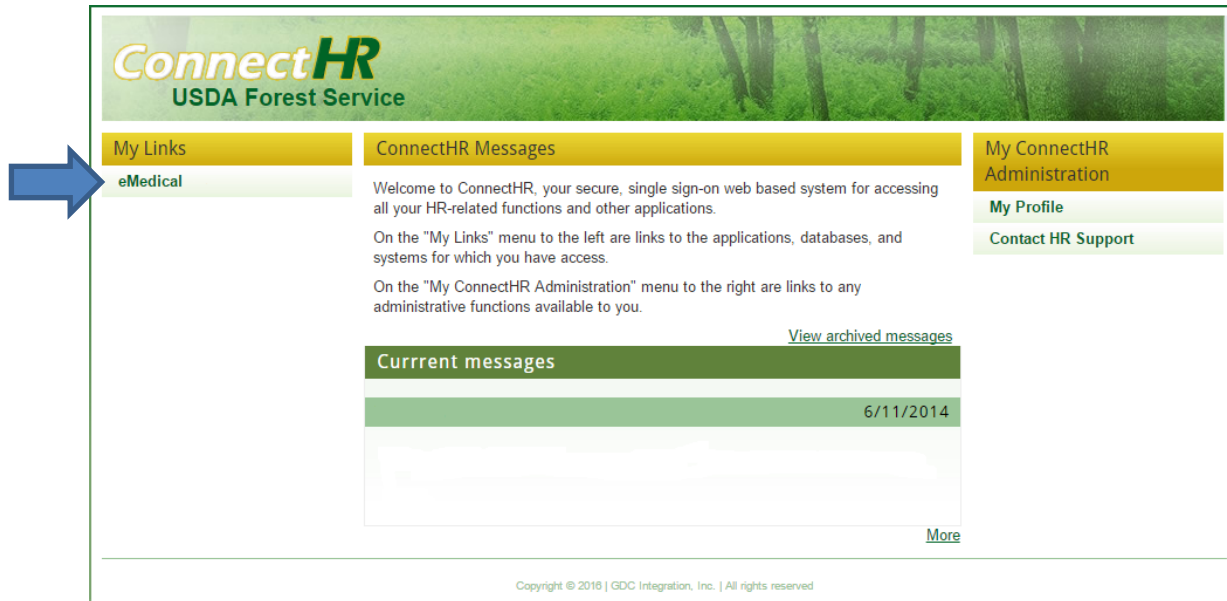 ConnectHR
USDA Forest Service
My Links
eMedical
ConnectHR Messages
Welcome to ConnectHR, your secure, single sign-on web based system for accessing
all your HR-related functions and other applications.
On the "My Links" menu to the left are links to the applications, databases, and
systems for which you have access.
On the "My ConnectHR Administration" menu to the right are links to any
administrative functions available to you.
View archived messages
Currrent messages
6/11/2014
More
My ConnectHR
Administration
My Profile
Contact HR Support
Copyright © 2016 | GDC Integration, Inc. | All rights reserved